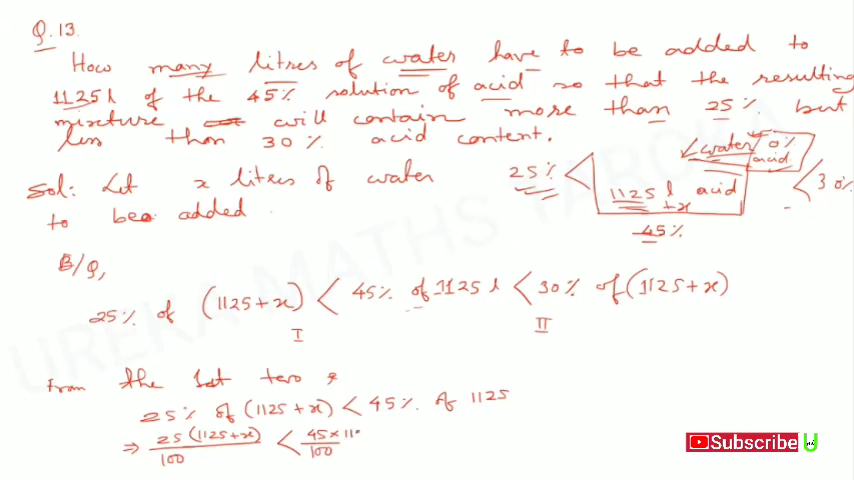 Q.13.
How many litres of water have to be added to
1125 l of the 45% solution of acid so that the resulting
mixture will contain more than 25% but
less than 30% acid content.
water 0% acid
Sol: Let x litres of water
25% < 1125 l acid < 30%
+x
to be added
45%
B/Q,
25% of (1125+x) < 45% of 1125 l < 30% of (1125+x)
I II
From the 1st two
25% of (1125+x) < 45% of 1125
⇒ 25(1125+x)/100 < 45×11/100
UREKA MATHS TAROKA
Subscribe U